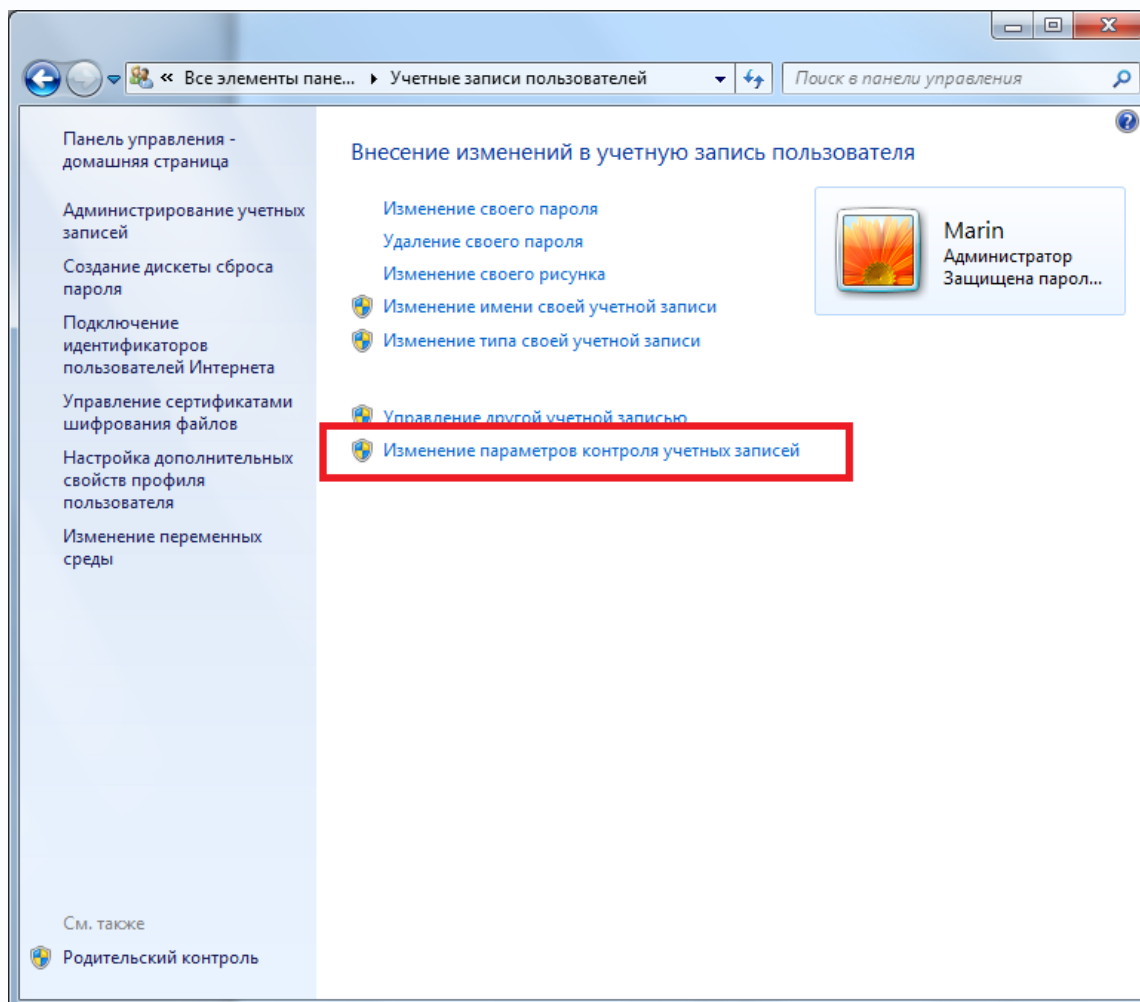 « Все элементы пане... Учетные записи пользователей
Поиск в панели управления
Панель управления -
домашняя страница
Администрирование учетных
записей
Создание дискеты сброса
пароля
Подключение
идентификаторов
пользователей Интернета
Управление сертификатами
шифрования файлов
Настройка дополнительных
свойств профиля
пользователя
Изменение переменных
среды
См. также
Родительский контроль
Внесение изменений в учетную запись пользователя
Изменение своего пароля
Удаление своего пароля
Изменение своего рисунка
Изменение имени своей учетной записи
Изменение типа своей учетной записи
Управление другой учетной записью
Изменение параметров контроля учетных записей
Marin
Администратор
Защищена парол...